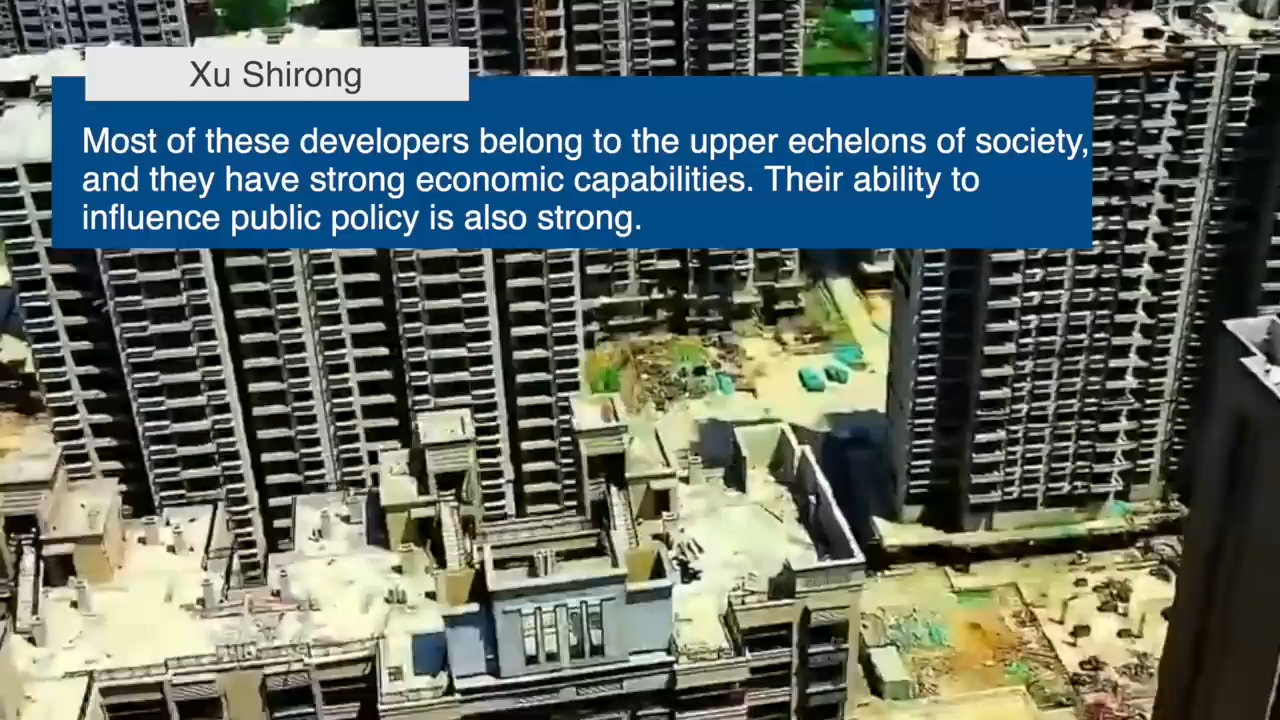 Xu Shirong
Most of these developers belong to the upper echelons of society,
and they have strong economic capabilities. Their ability to
influence public policy is also strong.